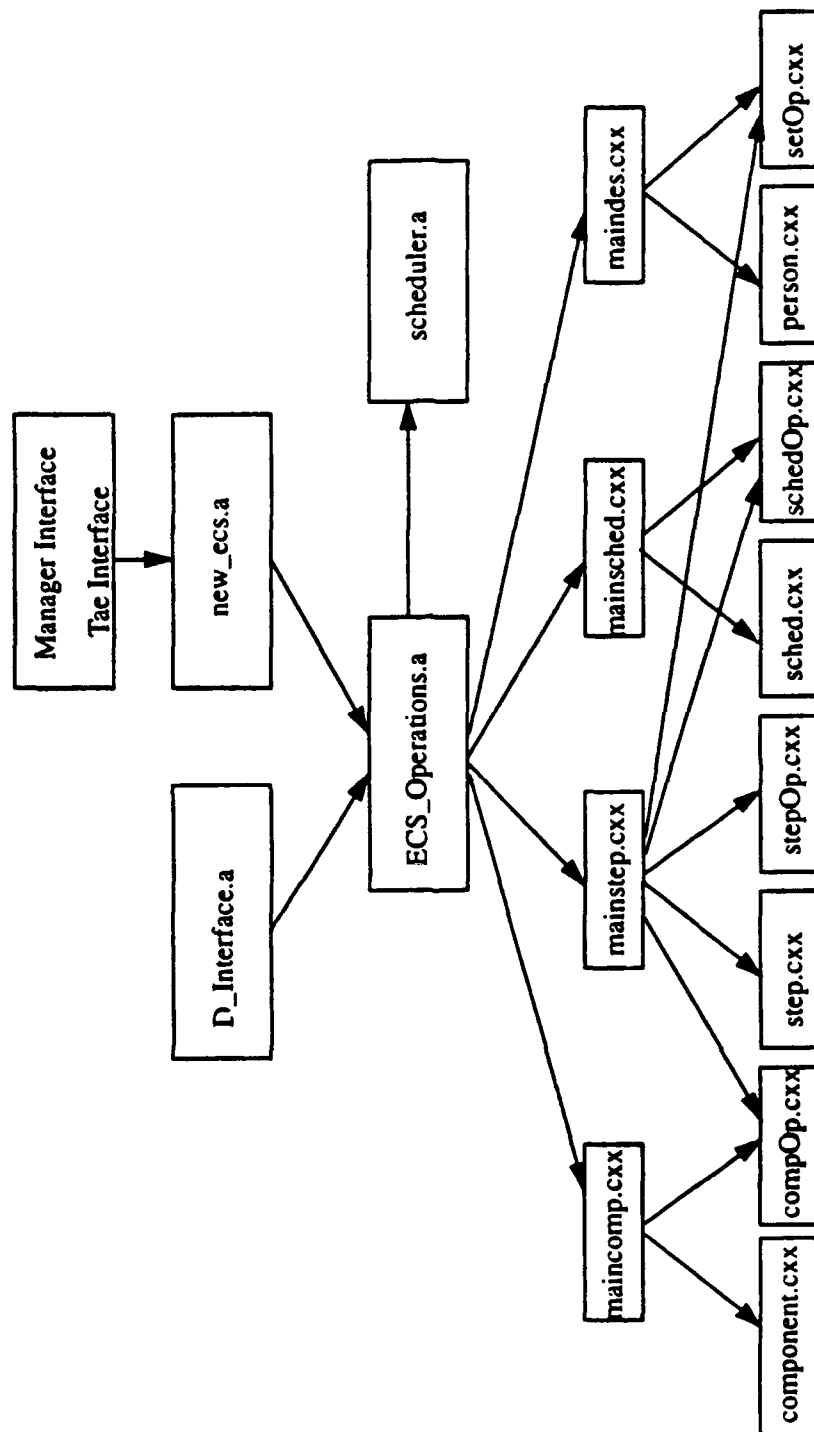 Manager Interface
Tae Interface
D_Interface.a
new_ecs.a
ECS_Operations.a
scheduler.a
maincomp.cxx
mainstep.cxx
mainsched.cxx
maindes.cxx
component.cxx
compOp.cxx
step.cxx
stepOp.cxx
sched.cxx
schedOp.cxx
person.cxx
setOp.cxx